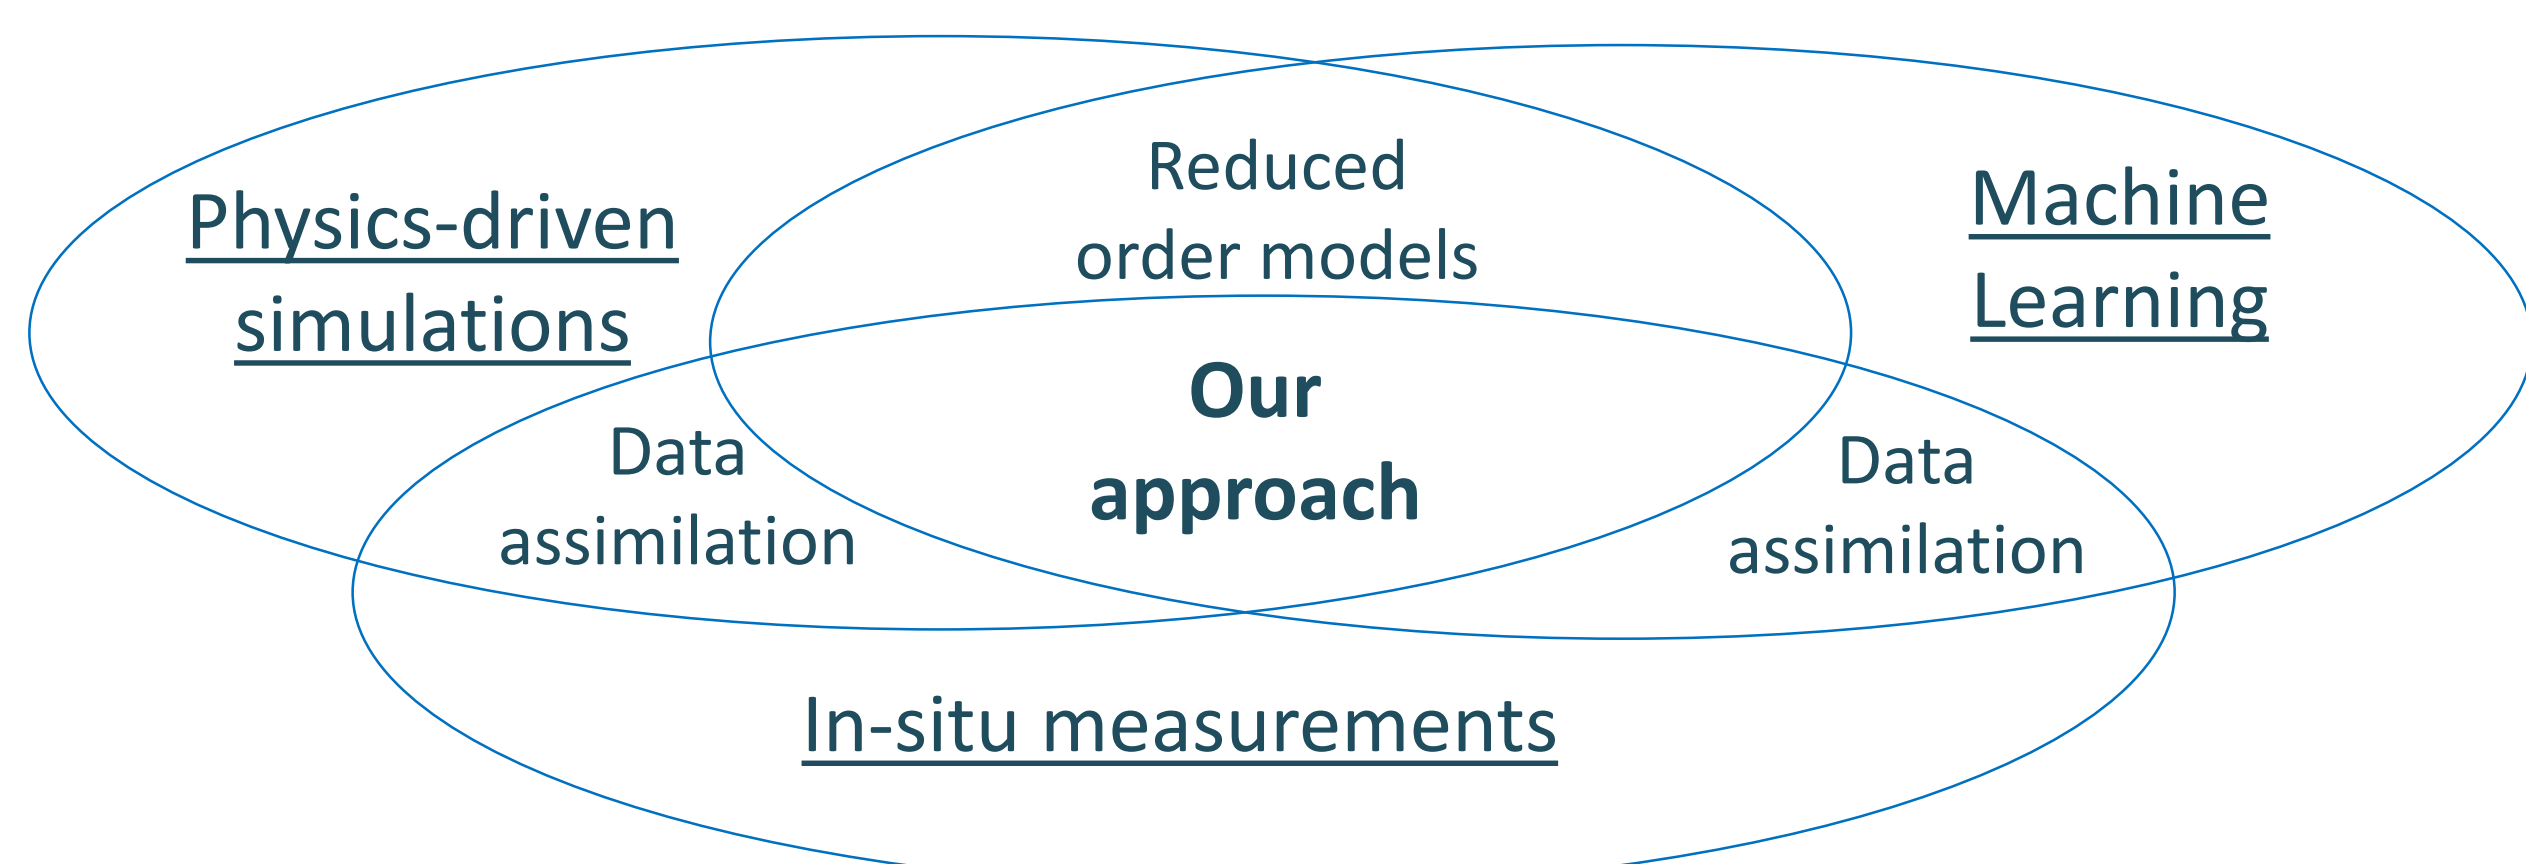 Physics-driven
simulations
Reduced
order models
Machine
Learning
Our
approach
Data
assimilation
Data
assimilation
In-situ measurements